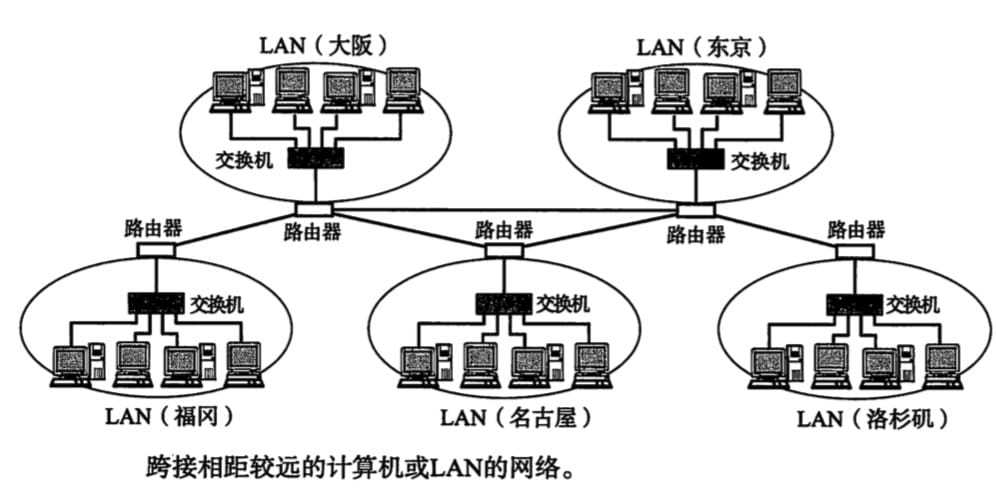 LAN（大阪）
LAN（东京）
交换机
交换机
路由器
路由器
路由器
路由器
路由器
交换机
交换机
交换机
LAN（福冈）
LAN（名古屋）
LAN（洛杉矶）
跨接相距较远的计算机或LAN的网络。